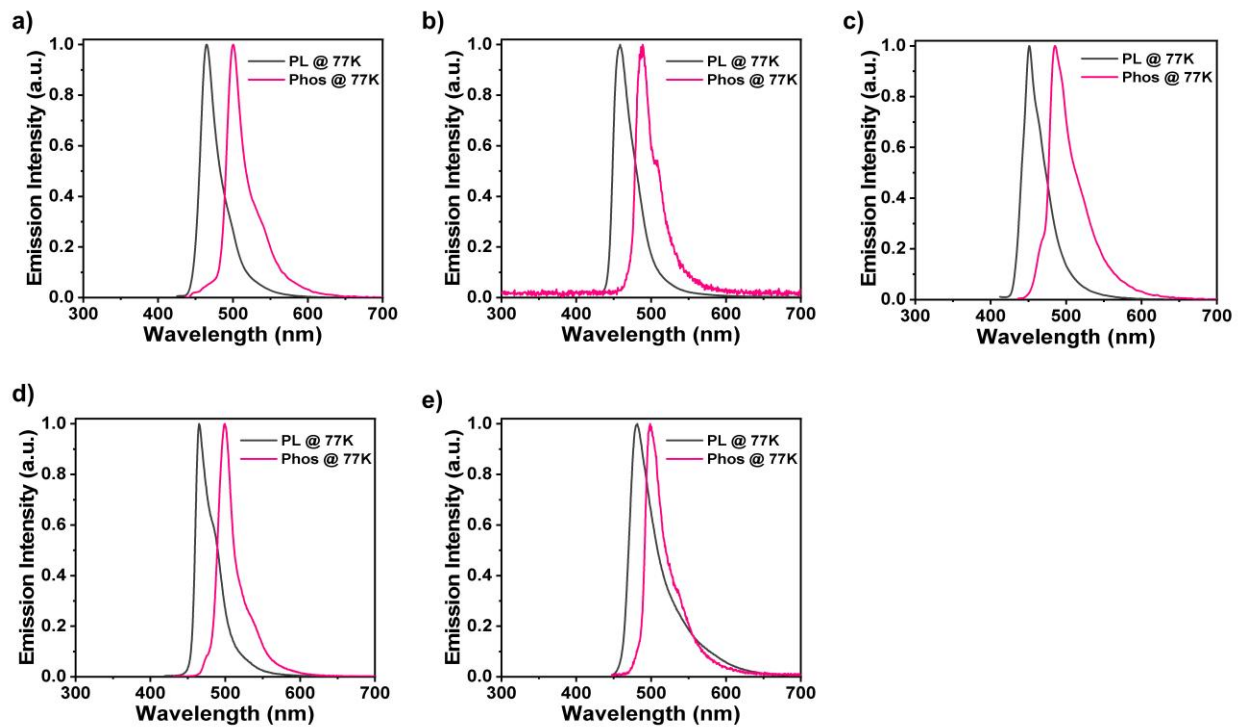 a)
1.0
0.8
0.6
0.4
0.2
0.0
Emission Intensity (a.u.)
PL @ 77K
Phos @ 77K
300 400 500 600 700
Wavelength (nm)
b)
1.0
0.8
0.6
0.4
0.2
0.0
Emission Intensity (a.u.)
PL @ 77K
Phos @ 77K
300 400 500 600 700
Wavelength (nm)
c)
1.0
0.8
0.6
0.4
0.2
0.0
Emission Intensity (a.u.)
PL @ 77K
Phos @ 77K
300 400 500 600 700
Wavelength (nm)
d)
1.0
0.8
0.6
0.4
0.2
0.0
Emission Intensity (a.u.)
PL @ 77K
Phos @ 77K
300 400 500 600 700
Wavelength (nm)
e)
1.0
0.8
0.6
0.4
0.2
0.0
Emission Intensity (a.u.)
PL @ 77K
Phos @ 77K
300 400 500 600 700
Wavelength (nm)